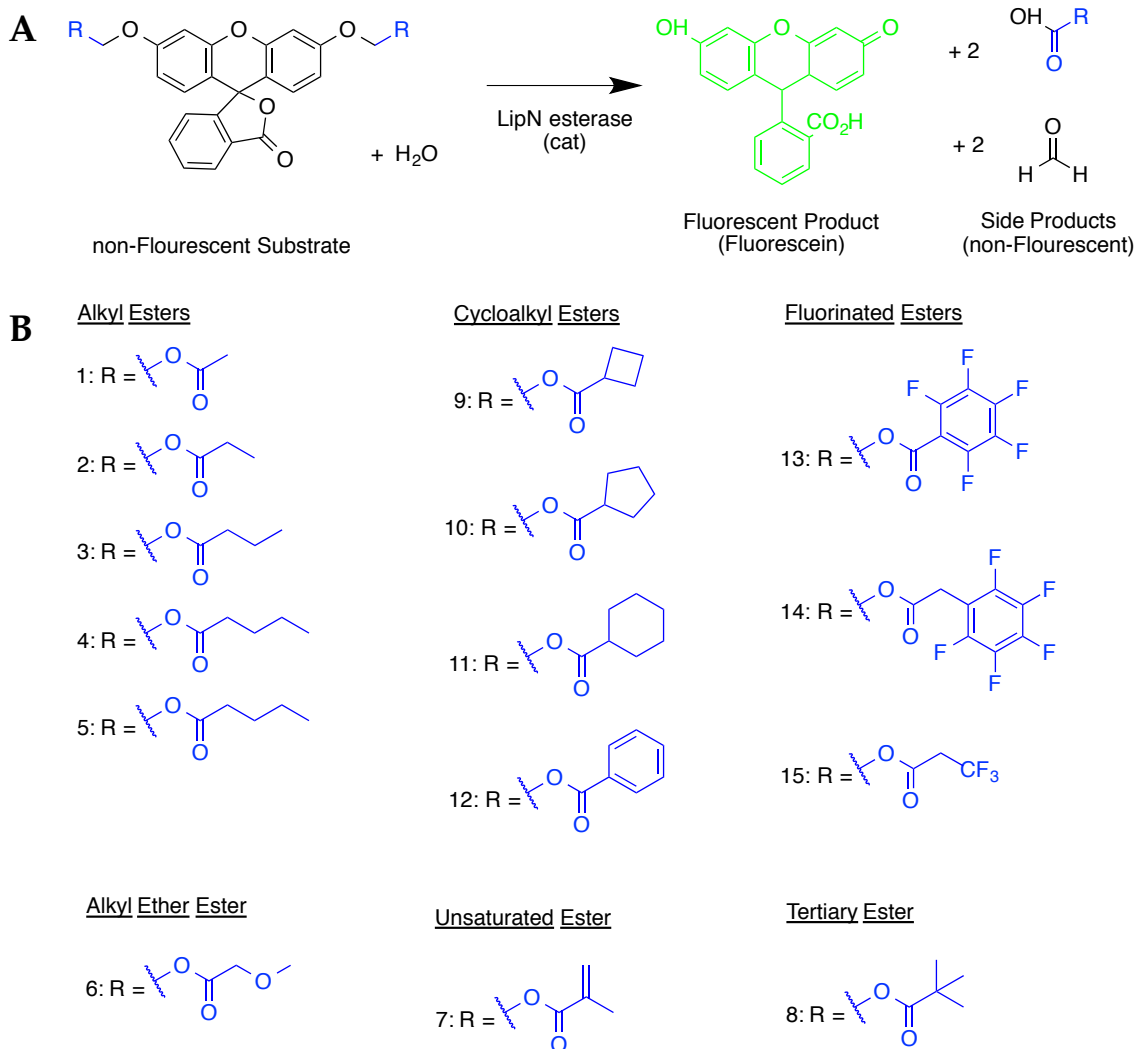 A
R
O
O
O
R
O
O
+ H2O
LipN esterase
(cat)
OH
O
O
CO2H
+ 2
OH
R
O
+ 2
O
H
H
non-Flourescent Substrate
Fluorescent Product
(Fluorescein)
Side Products
(non-Flourescent)
B
Alkyl Esters
1: R =
O
O
2: R =
O
O
3: R =
O
O
4: R =
O
O
5: R =
O
O
Cycloalkyl Esters
9: R =
O
O
10: R =
O
O
11: R =
O
O
12: R =
O
O
Fluorinated Esters
13: R =
O
O
F
F
F
F
F
14: R =
O
O
F
F
F
F
F
15: R =
O
O
CF3
Alkyl Ether Ester
6: R =
O
O
O
Unsaturated Ester
7: R =
O
O
Tertiary Ester
8: R =
O
O